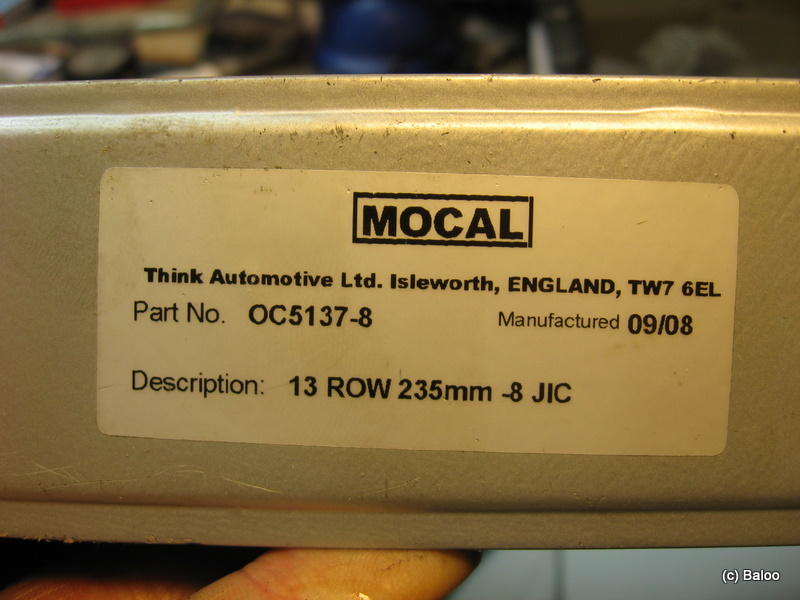 MOCAL
Think Automotive Ltd. Isleworth, ENGLAND, TW7 6EL
Part No. OC5137-8 Manufactured 09/08
Description: 13 ROW 235mm -8 JIC
(c) Baloo